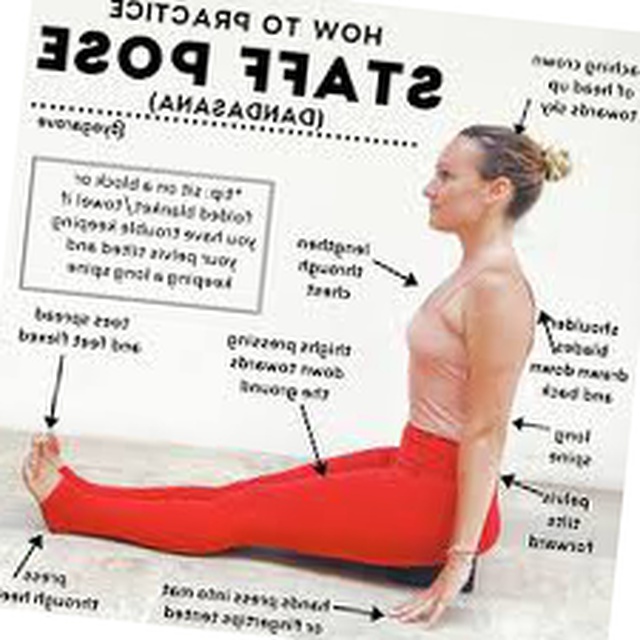 HOW TO PRACTICE
STAFF POSE
(DANDASANA)
@yogarove
*tip: sit on a block or
folded blanket/towel if
you have trouble keeping
your pelvis tilted and
keeping a long spine
aching crown
of head up
towards sky
lengthen
through
chest
shoulder
blades
drawn down
and back
long
spine
pelvis
tilts
forward
thighs pressing
down towards
the ground
toes spread
and feet flexed
press
through hee
hands press into mat
or fingertips tented